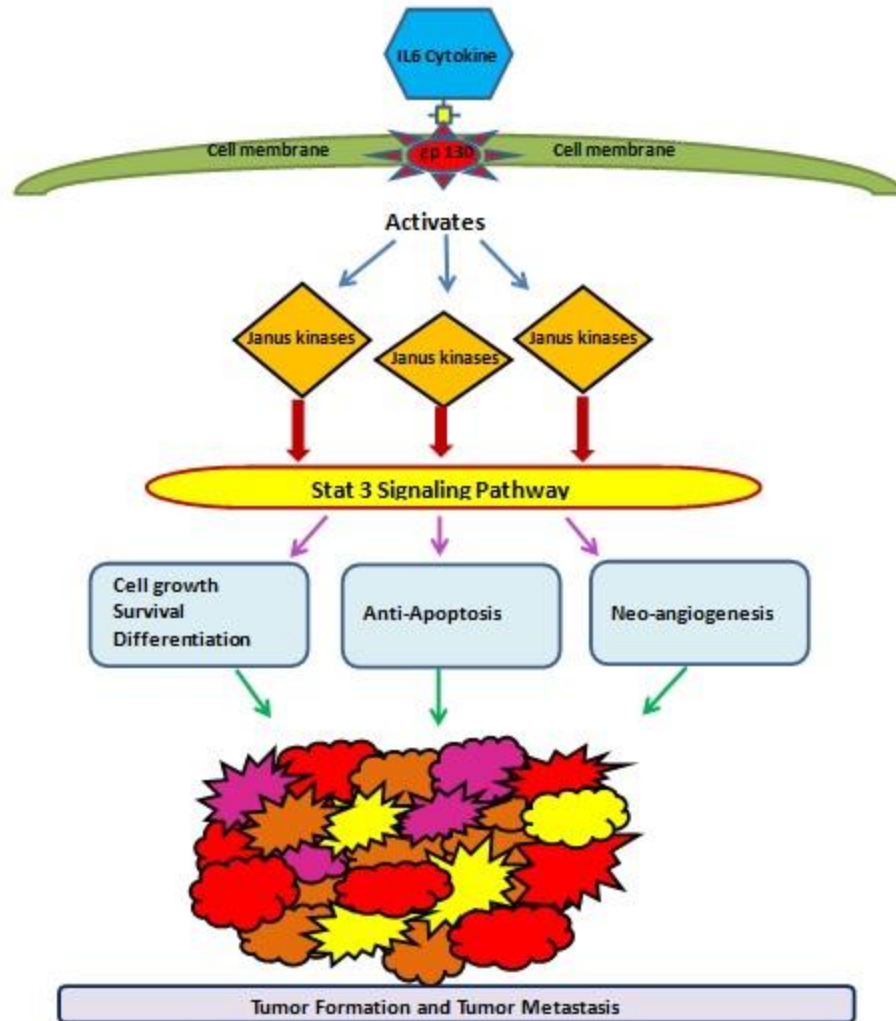 IL6 Cytokine
Cell membrane
gp 130
Cell membrane
Activates
Janus kinases
Janus kinases
Janus kinases
Stat 3 Signaling Pathway
Cell growth
Survival
Differentiation
Anti-Apoptosis
Neo-angiogenesis
Tumor Formation and Tumor Metastasis